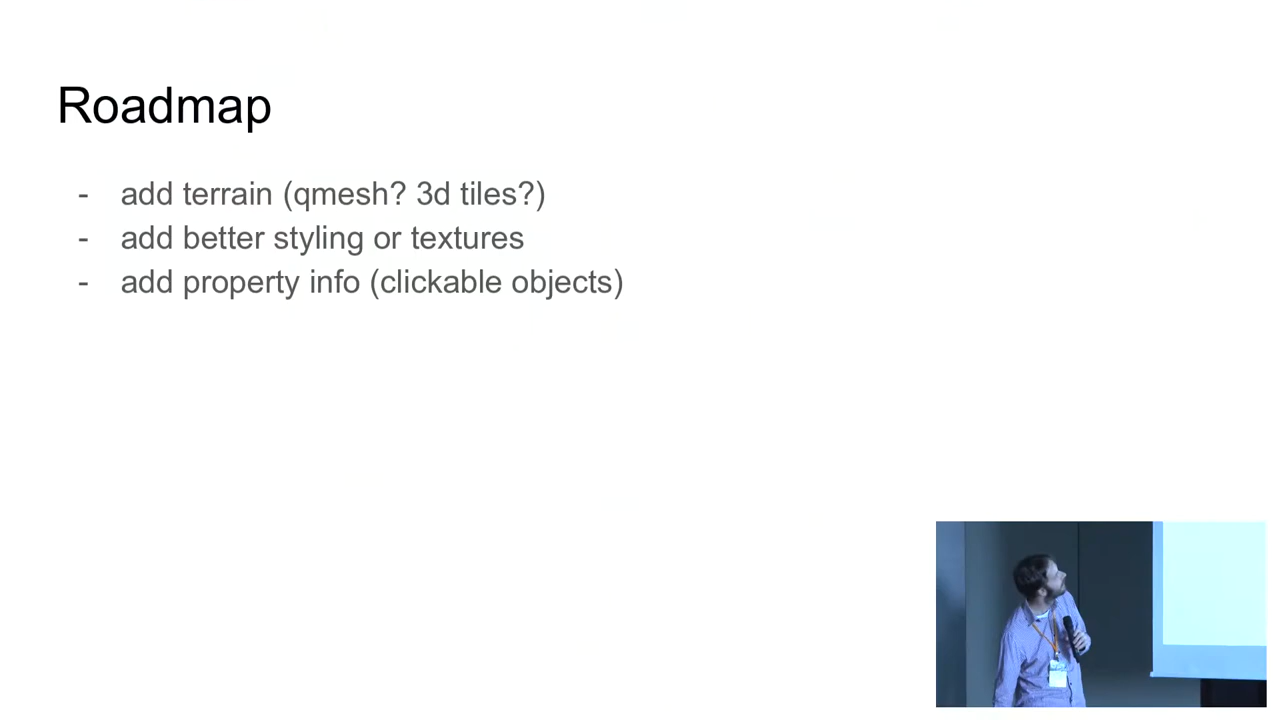 Roadmap
- add terrain (qmesh? 3d tiles?)
- add better styling or textures
- add property info (clickable objects)